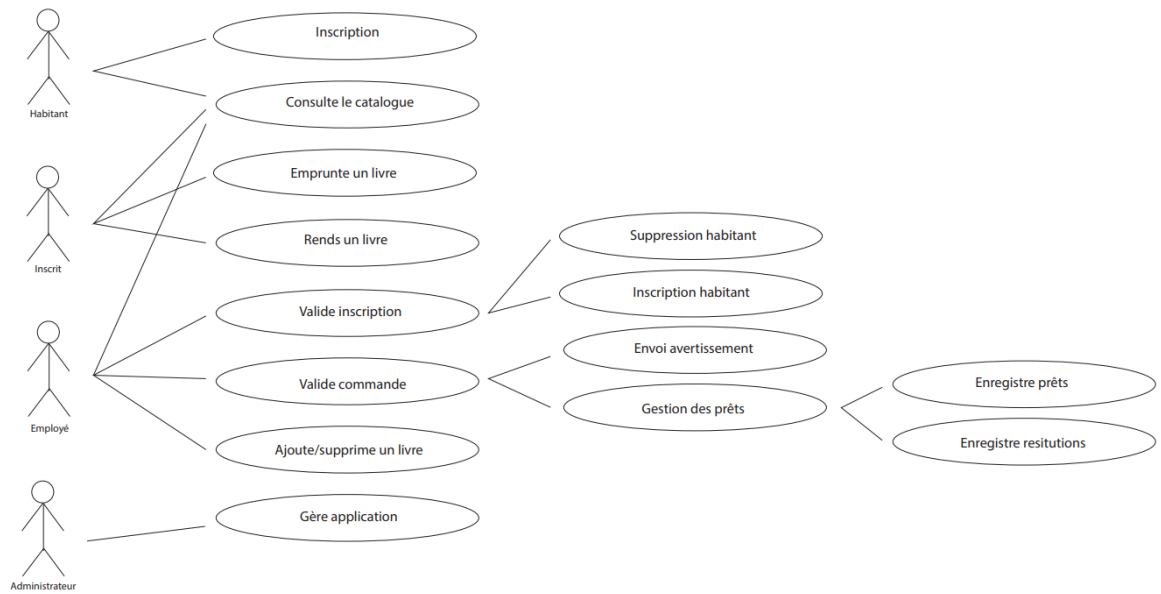 Inscription
Habitant
Consulte le catalogue
Emprunte un livre
Inscrit
Rends un livre
Suppression habitant
Valide inscription
Inscription habitant
Employé
Valide commande
Envoi avertissement
Gestion des prêts
Enregistre prêts
Enregistre resitutions
Ajoute/supprime un livre
Gère application
Administrateur